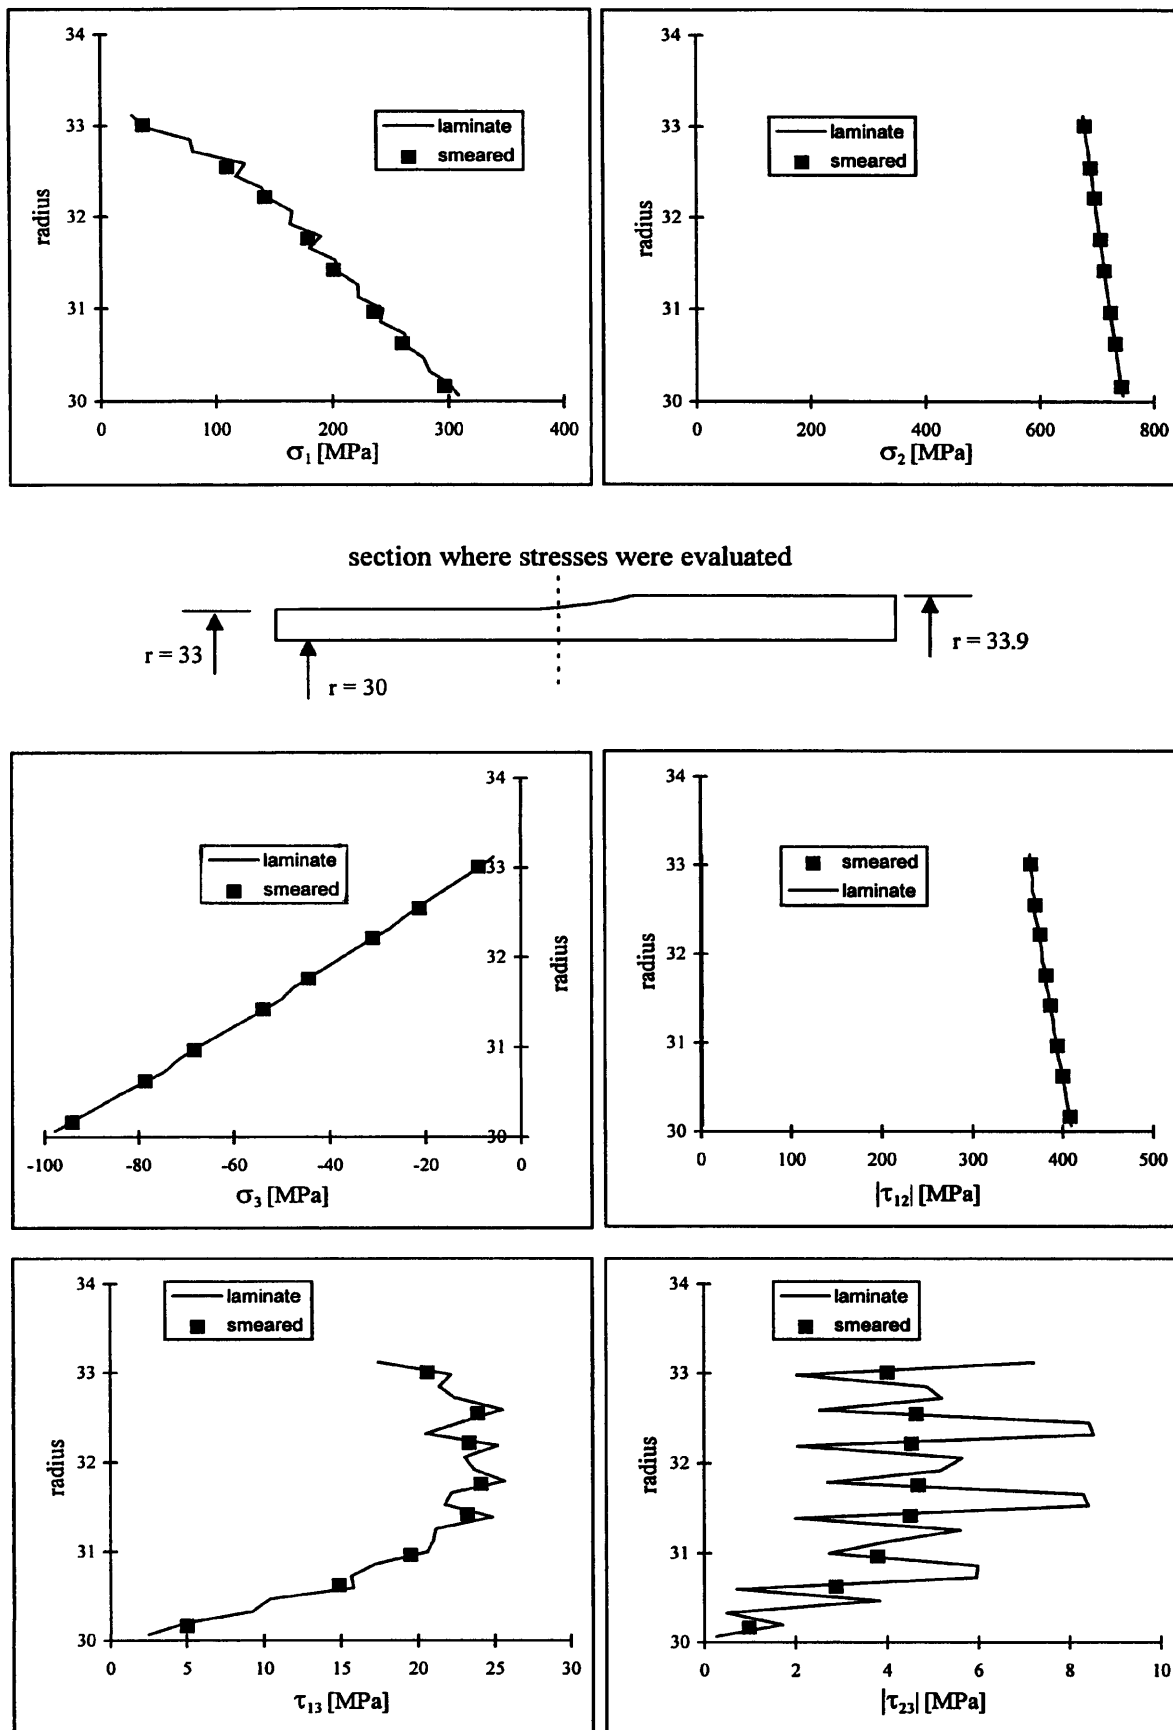 34
33
32
31
30
radius
laminate
smeared
0 100 200 300 400
σ₁ [MPa]
34
33
32
31
30
radius
laminate
smeared
0 200 400 600 800
σ₂ [MPa]
section where stresses were evaluated
r = 33
r = 30
r = 33.9
34
33
32
31
30
radius
laminate
smeared
-100 -80 -60 -40 -20 0
σ₃ [MPa]
34
33
32
31
30
radius
smeared
laminate
0 100 200 300 400 500
|τ₁₂| [MPa]
34
33
32
31
30
radius
laminate
smeared
0 5 10 15 20 25 30
τ₁₃ [MPa]
34
33
32
31
30
radius
laminate
smeared
0 2 4 6 8 10
|τ₂₃| [MPa]